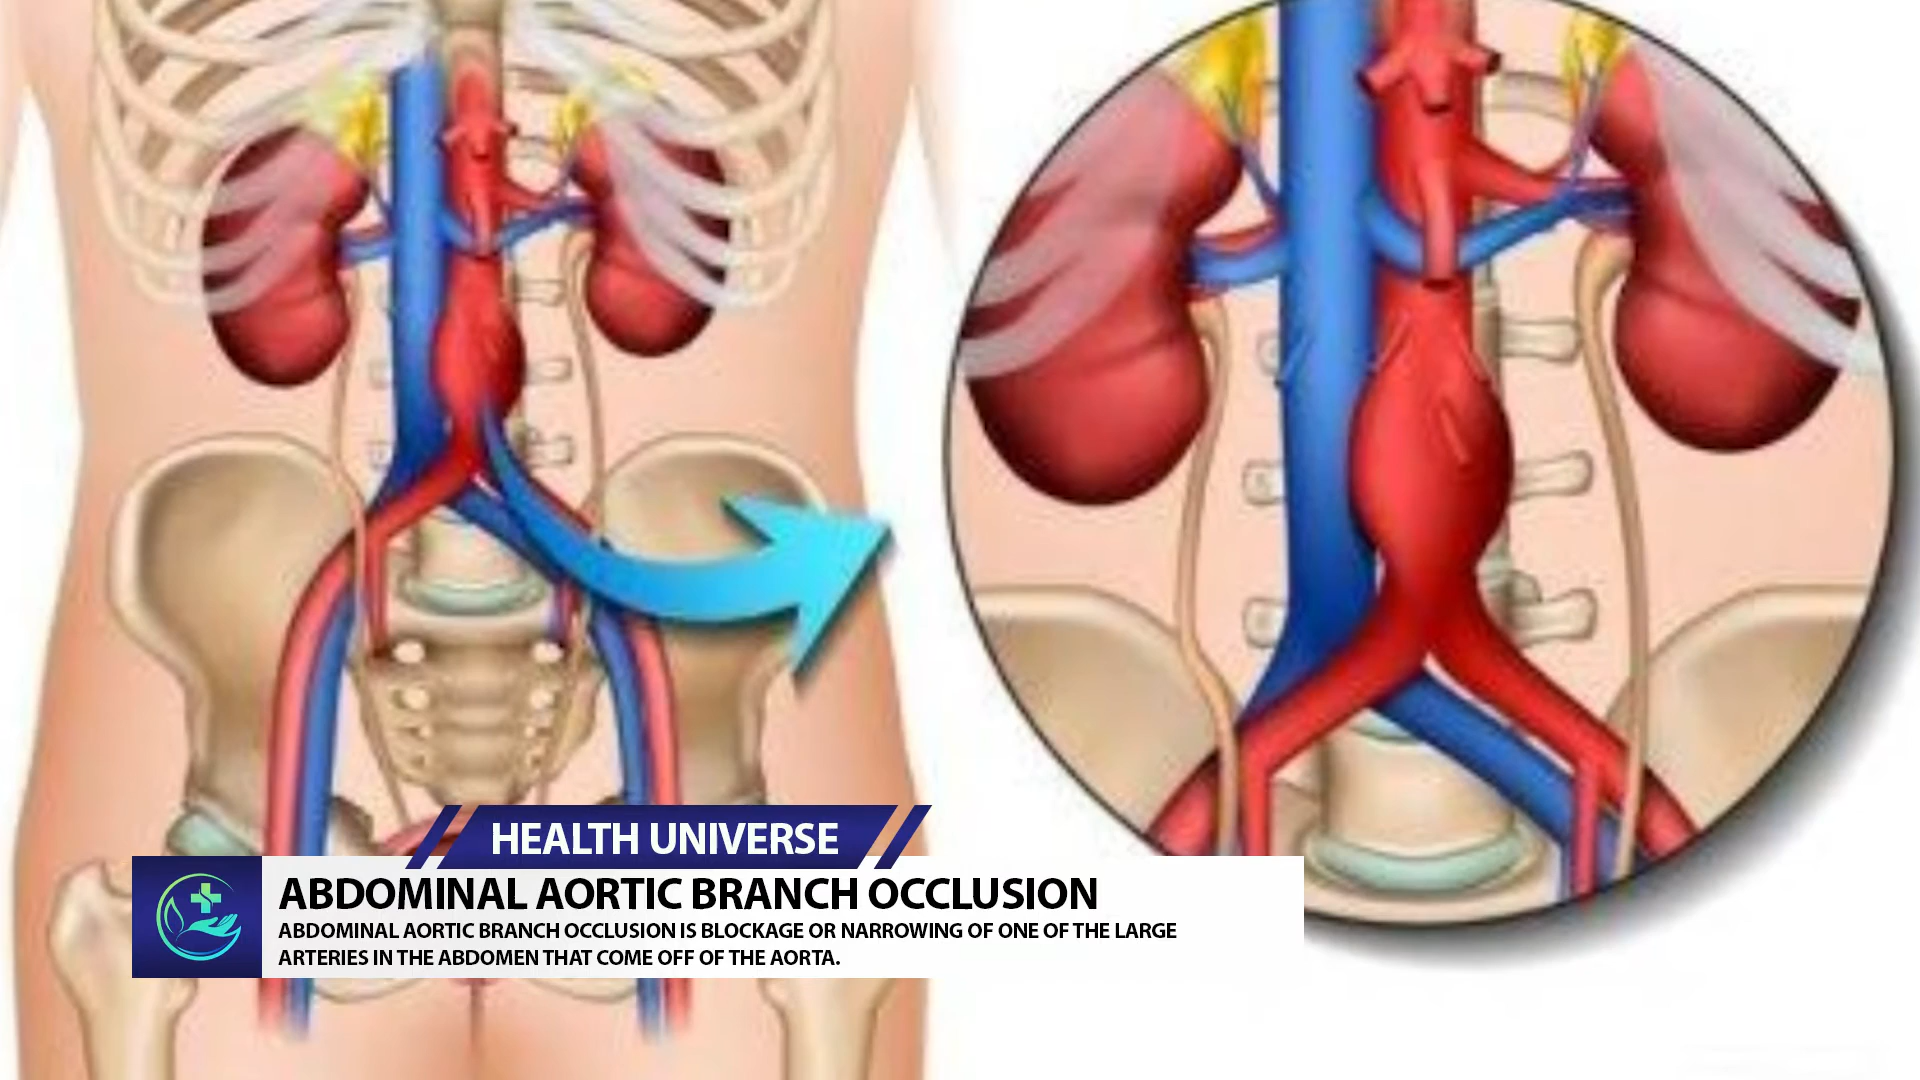 HEALTH UNIVERSE
ABDOMINAL AORTIC BRANCH OCCLUSION
ABDOMINAL AORTIC BRANCH OCCLUSION IS BLOCKAGE OR NARROWING OF ONE OF THE LARGE
ARTERIES IN THE ABDOMEN THAT COME OFF OF THE AORTA.